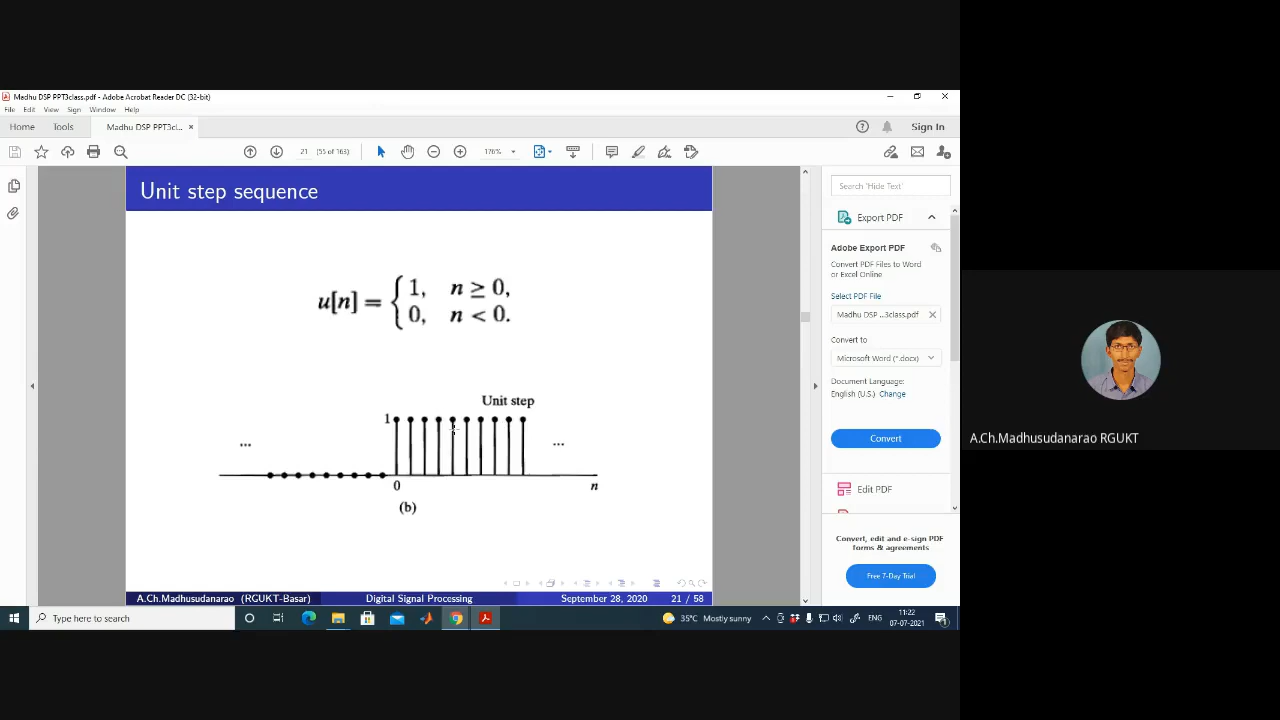 Madhu DSP PPT3class.pdf - Adobe Acrobat Reader DC (32-bit)
File Edit View Sign Window Help
Home Tools Madhu DSP PPT3cl... × Sign In
21 (55 of 163) 176%
Unit step sequence
u[n] = { 1, n ≥ 0,
0, n < 0.
Unit step
1
... ...
0 n
(b)
A.Ch.Madhusudanarao (RGUKT-Basar) Digital Signal Processing September 28, 2020 21 / 58
Search 'Hide Text'
Export PDF
Adobe Export PDF
Convert PDF Files to Word
or Excel Online
Select PDF File
Madhu DSP ...3class.pdf ×
Convert to
Microsoft Word (*.docx)
Document Language:
English (U.S.) Change
Convert
Edit PDF
Convert, edit and e-sign PDF
forms & agreements
Free 7-Day Trial
A.Ch.Madhusudanarao RGUKT
Type here to search
35°C Mostly sunny ENG 11:22
07-07-2021